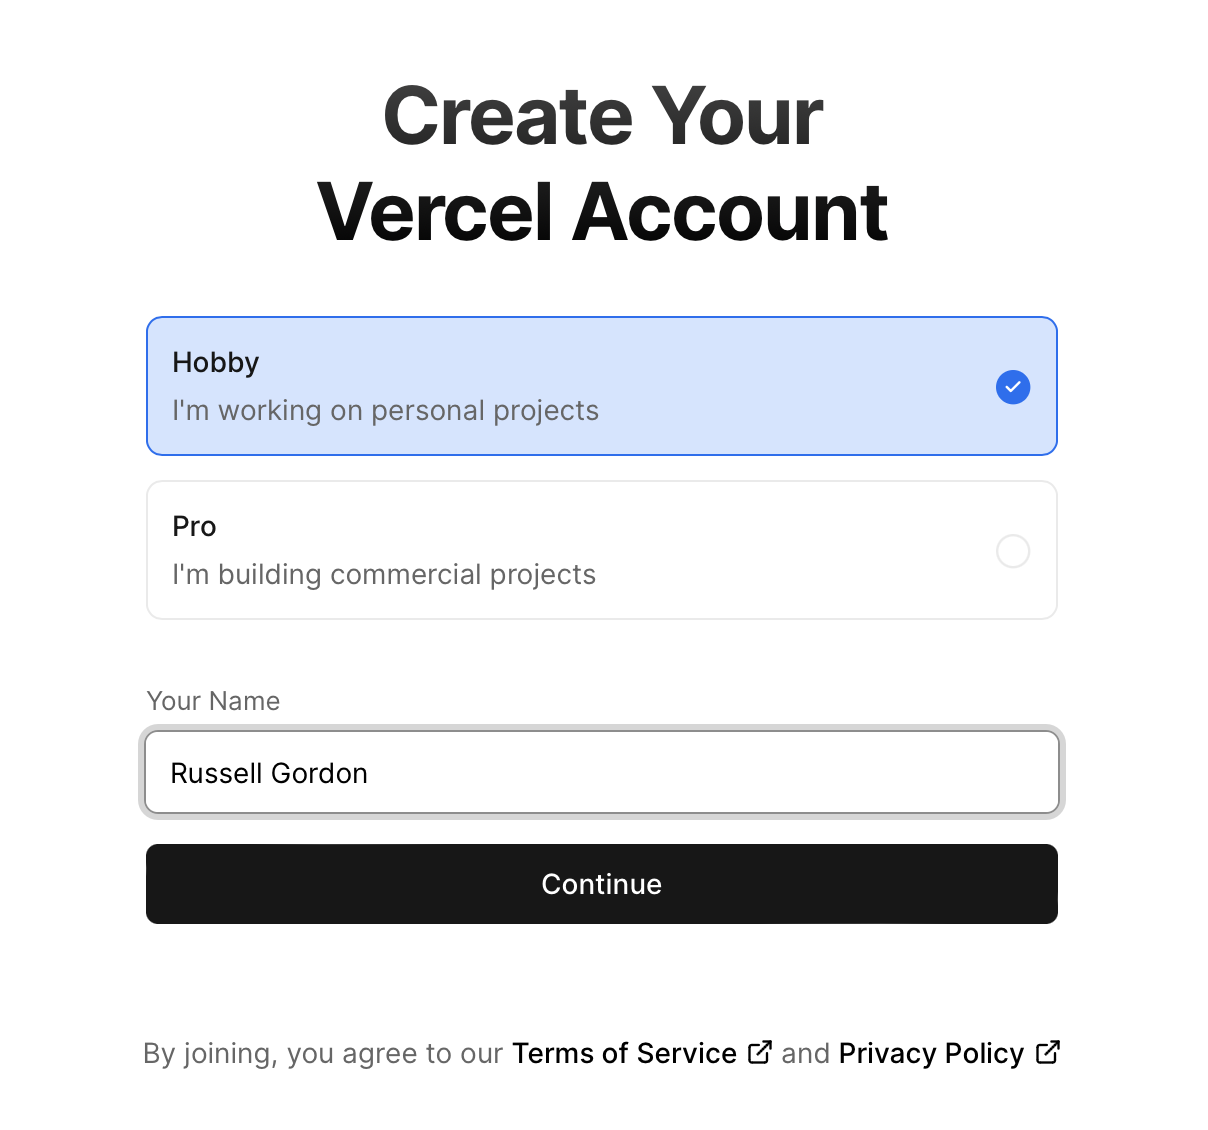 Create Your
Vercel Account
Hobby
I'm working on personal projects
Pro
I'm building commercial projects
Your Name
Russell Gordon
Continue
By joining, you agree to our Terms of Service and Privacy Policy